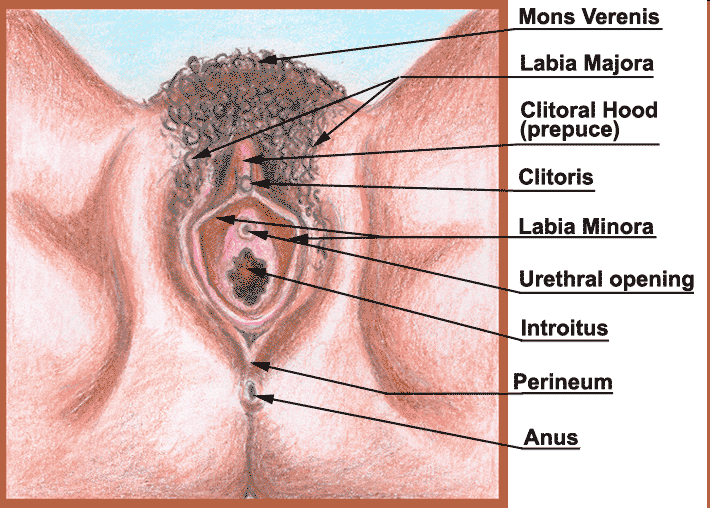 Mons Verenis
Labia Majora
Clitoral Hood
(prepuce)
Clitoris
Labia Minora
Urethral opening
Introitus
Perineum
Anus